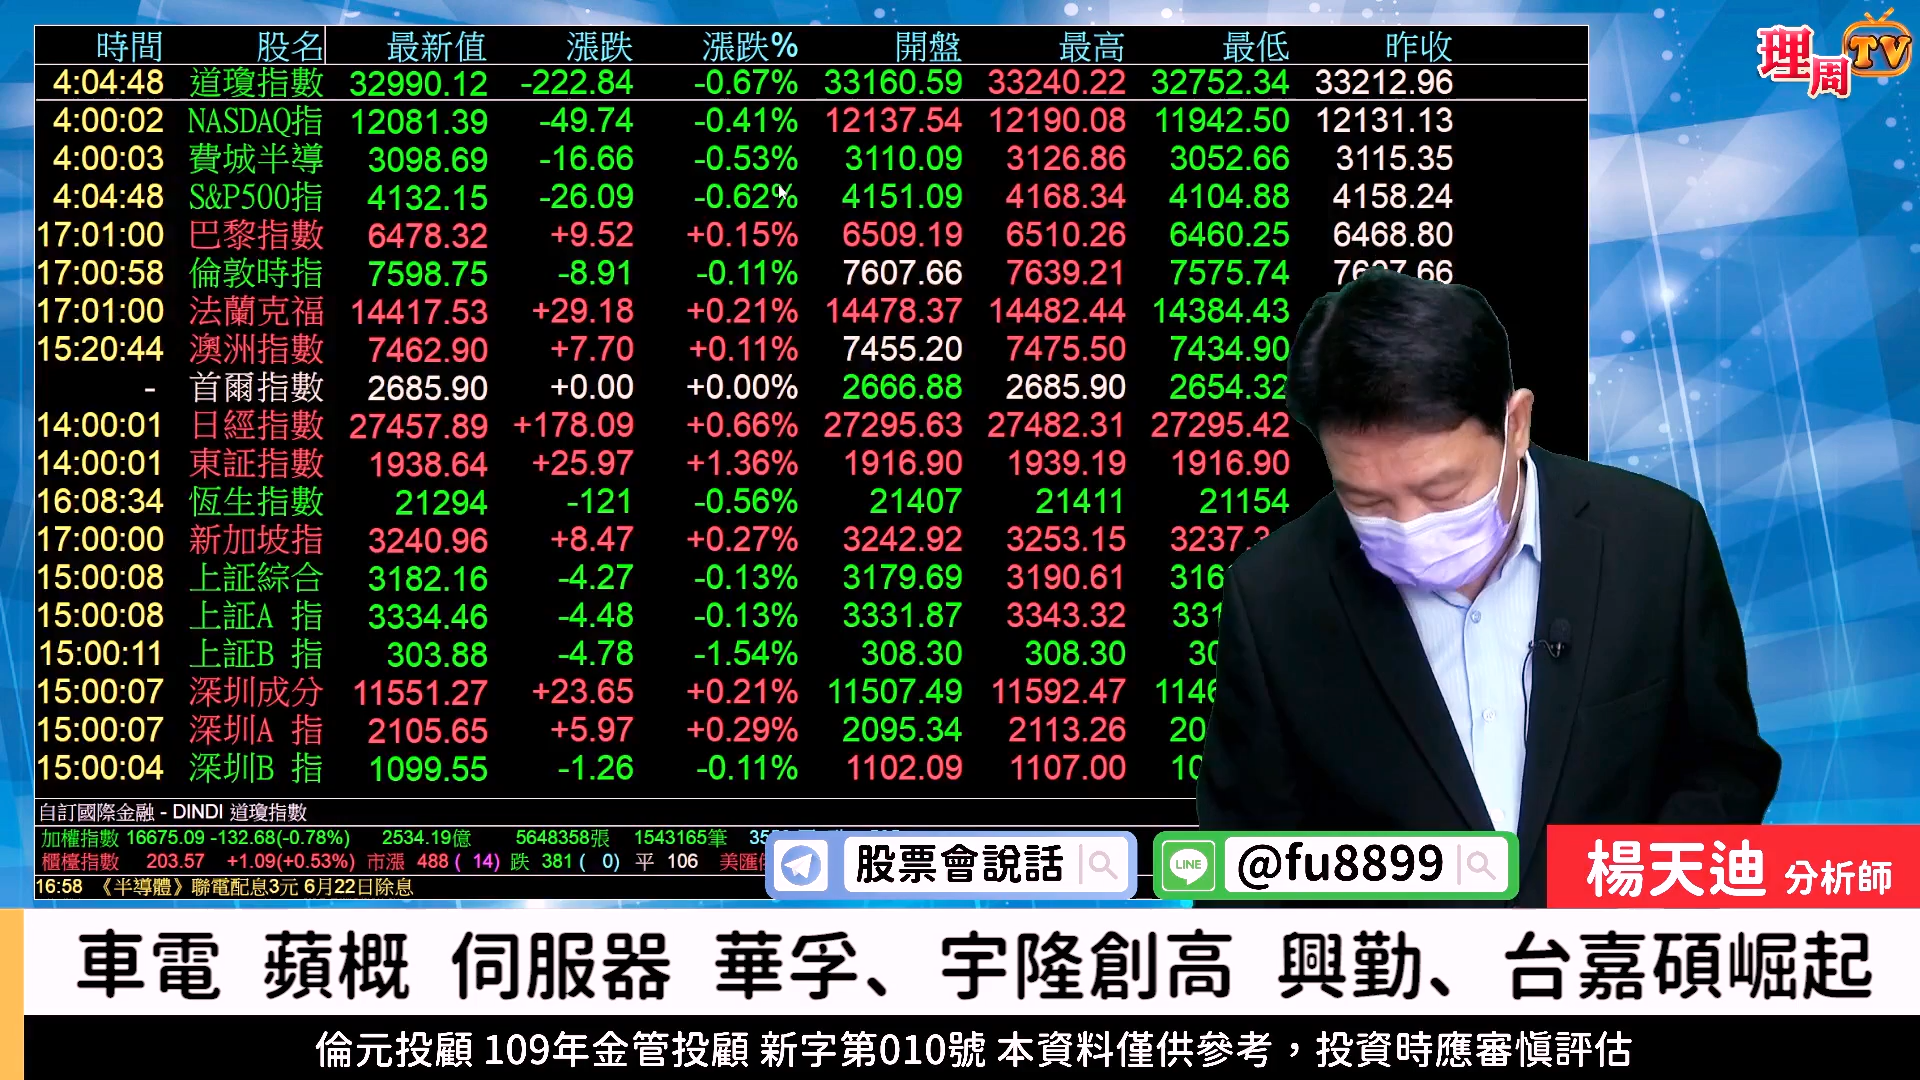 理周TV
時間 股名 最新值 漲跌 漲跌% 開盤 最高 最低 昨收
4:04:48 道瓊指數 32990.12 -222.84 -0.67% 33160.59 33240.22 32752.34 33212.96
4:00:02 NASDAQ指 12081.39 -49.74 -0.41% 12137.54 12190.08 11942.50 12131.13
4:00:03 費城半導 3098.69 -16.66 -0.53% 3110.09 3126.86 3052.66 3115.35
4:04:48 S&P500指 4132.15 -26.09 -0.62% 4151.09 4168.34 4104.88 4158.24
17:01:00 巴黎指數 6478.32 +9.52 +0.15% 6509.19 6510.26 6460.25 6468.80
17:00:58 倫敦時指 7598.75 -8.91 -0.11% 7607.66 7639.21 7575.74
17:01:00 法蘭克福 14417.53 +29.18 +0.21% 14478.37 14482.44 14384.43
15:20:44 澳洲指數 7462.90 +7.70 +0.11% 7455.20 7475.50 7434.90
- 首爾指數 2685.90 +0.00 +0.00% 2666.88 2685.90 2654.32
14:00:01 日經指數 27457.89 +178.09 +0.66% 27295.63 27482.31 27295.42
14:00:01 東証指數 1938.64 +25.97 +1.36% 1916.90 1939.19 1916.90
16:08:34 恆生指數 21294 -121 -0.56% 21407 21411 21154
17:00:00 新加坡指 3240.96 +8.47 +0.27% 3242.92 3253.15 3237.
15:00:08 上証綜合 3182.16 -4.27 -0.13% 3179.69 3190.61 316
15:00:08 上証A 指 3334.46 -4.48 -0.13% 3331.87 3343.32 331
15:00:11 上証B 指 303.88 -4.78 -1.54% 308.30 308.30 30
15:00:07 深圳成分 11551.27 +23.65 +0.21% 11507.49 11592.47 1146
15:00:07 深圳A 指 2105.65 +5.97 +0.29% 2095.34 2113.26 20
15:00:04 深圳B 指 1099.55 -1.26 -0.11% 1102.09 1107.00 10
自訂國際金融 - DINDI 道瓊指數
加權指數 16675.09 -132.68(-0.78%) 2534.19億 5648358張 1543165筆
櫃檯指數 203.57 +1.09(+0.53%) 市漲 488 ( 14) 跌 381 ( 0) 平 106 美匯
16:58 《半導體》聯電配息3元 6月22日除息
股票會說話
LINE @fu8899
楊天迪 分析師
車電 蘋概 伺服器 華孚、宇隆創高 興勤、台嘉碩崛起
倫元投顧 109年金管投顧 新字第010號 本資料僅供參考，投資時應審慎評估